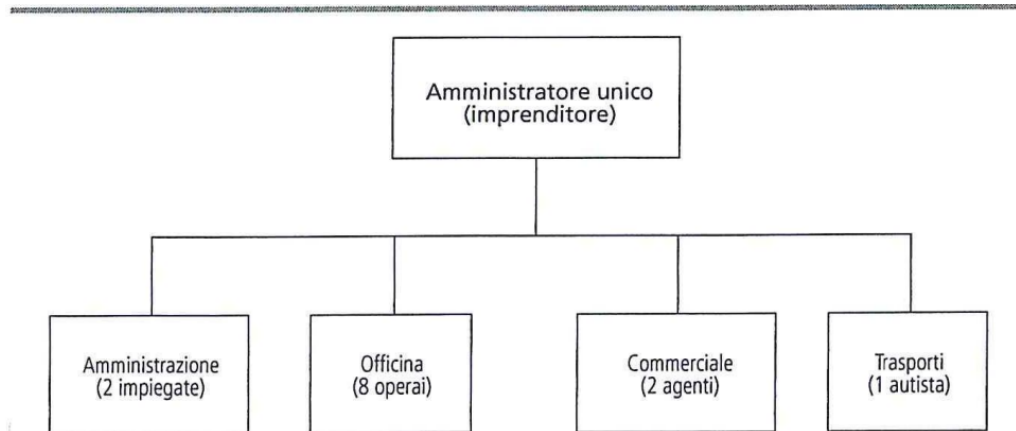 Amministratore unico
(imprenditore)
Amministrazione
(2 impiegate)
Officina
(8 operai)
Commerciale
(2 agenti)
Trasporti
(1 autista)